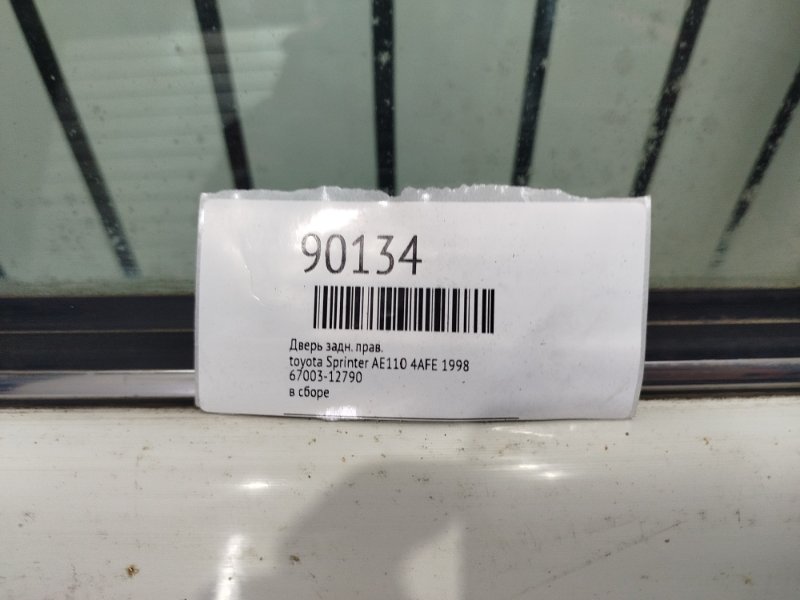 90134
Дверь задн. прав.
toyota Sprinter AE110 4AFE 1998
67003-12790
в сборе